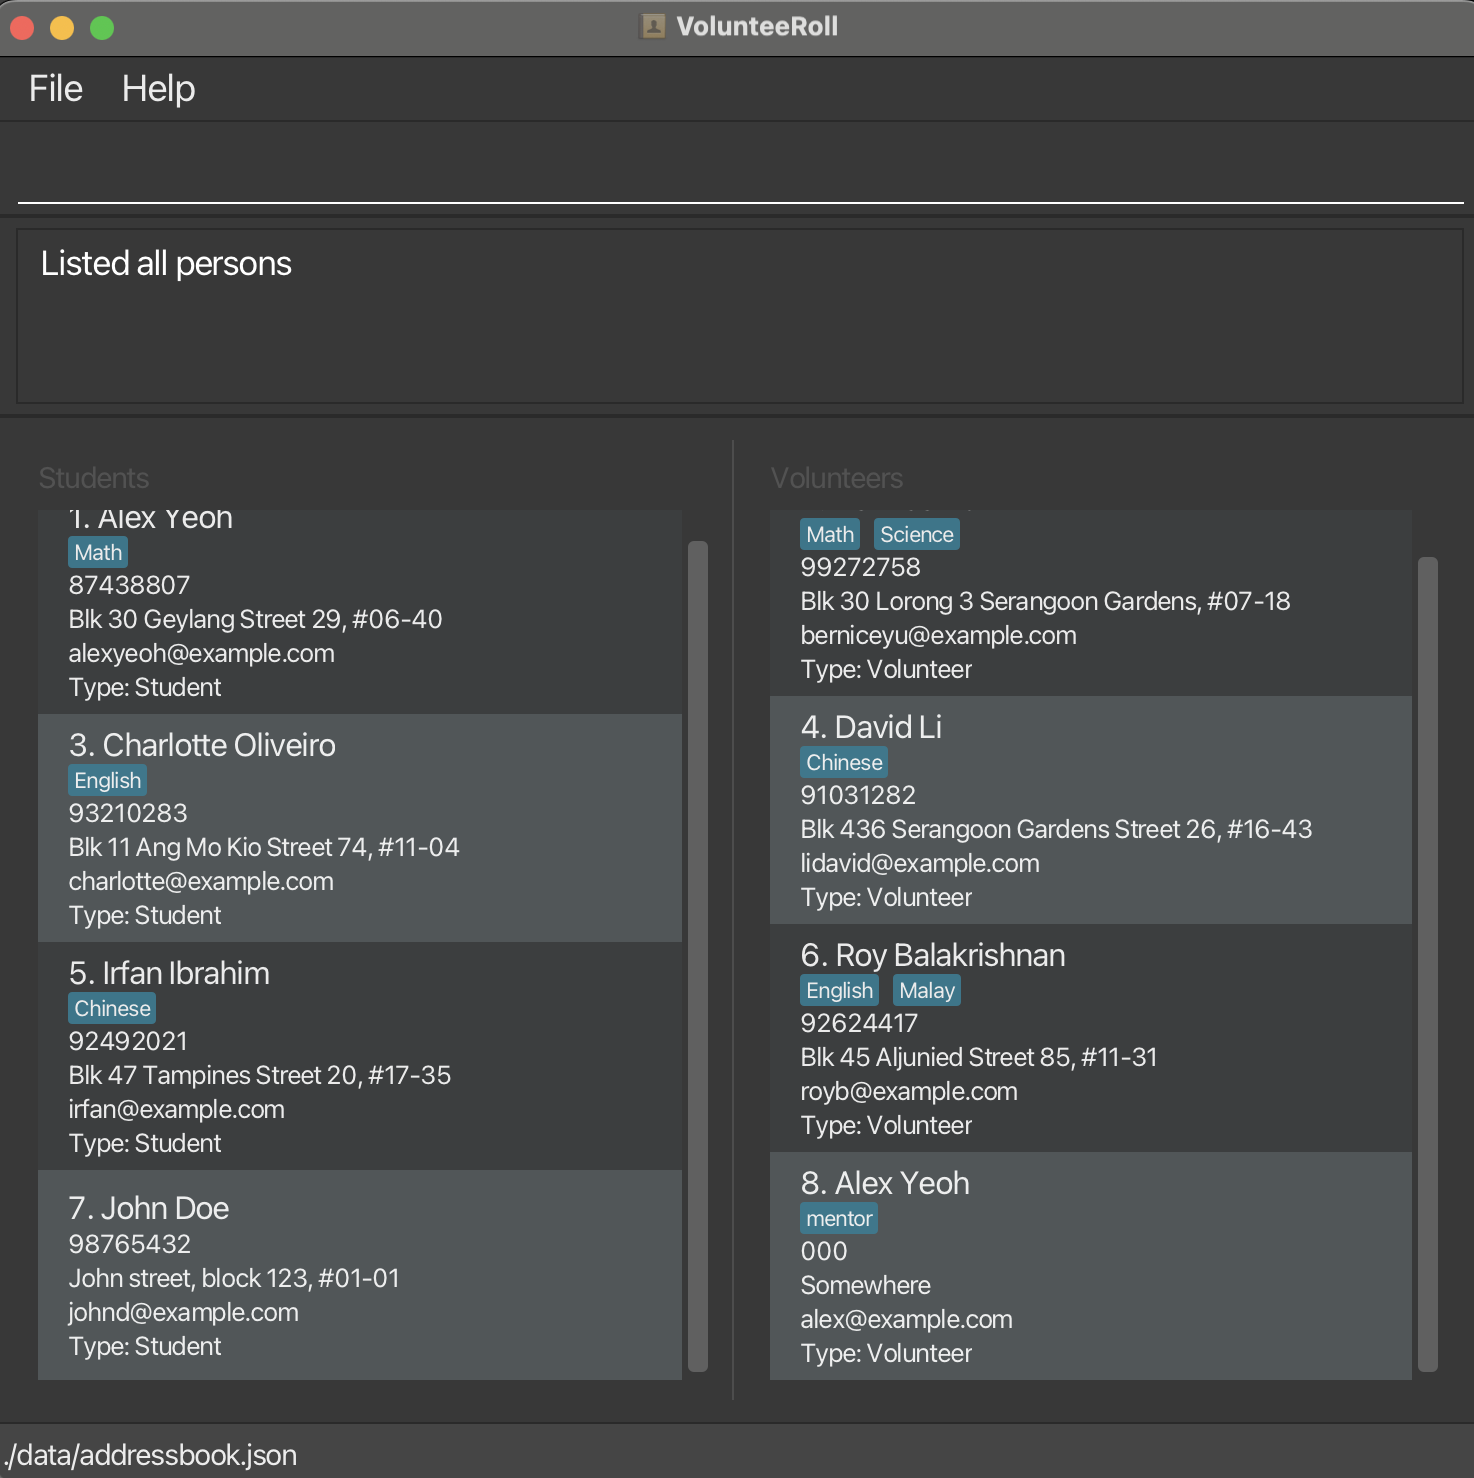 VolunteeRoll
File Help
Listed all persons
Students
1. Alex Yeoh
Math
87438807
Blk 30 Geylang Street 29, #06-40
alexyeoh@example.com
Type: Student
3. Charlotte Oliveiro
English
93210283
Blk 11 Ang Mo Kio Street 74, #11-04
charlotte@example.com
Type: Student
5. Irfan Ibrahim
Chinese
92492021
Blk 47 Tampines Street 20, #17-35
irfan@example.com
Type: Student
7. John Doe
98765432
John street, block 123, #01-01
johnd@example.com
Type: Student
Volunteers
Math Science
99272758
Blk 30 Lorong 3 Serangoon Gardens, #07-18
berniceyu@example.com
Type: Volunteer
4. David Li
Chinese
91031282
Blk 436 Serangoon Gardens Street 26, #16-43
lidavid@example.com
Type: Volunteer
6. Roy Balakrishnan
English Malay
92624417
Blk 45 Aljunied Street 85, #11-31
royb@example.com
Type: Volunteer
8. Alex Yeoh
mentor
000
Somewhere
alex@example.com
Type: Volunteer
./data/addressbook.json